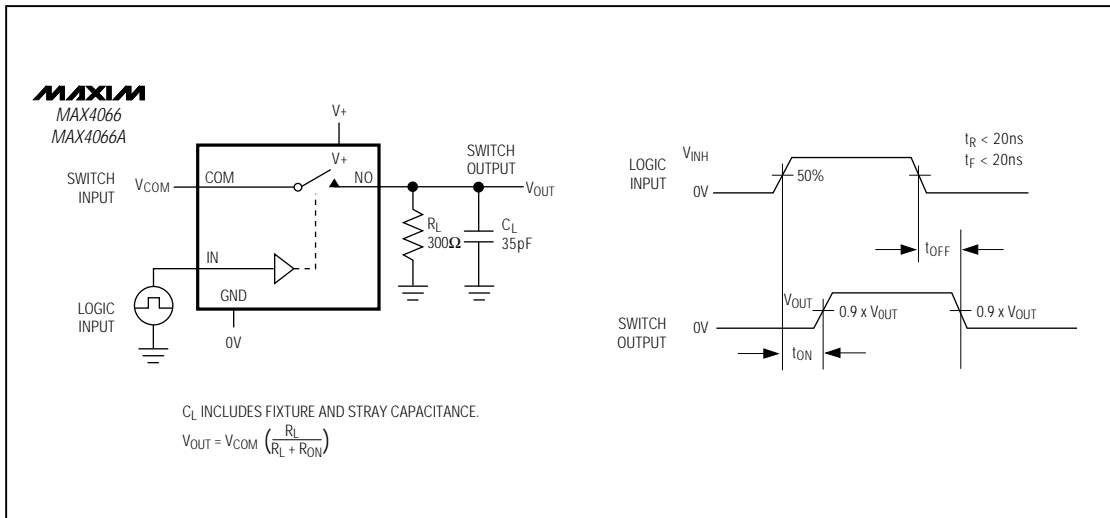 MAXIM
MAX4066
MAX4066A
V+
SWITCH
INPUT
VCOM
COM
V+
NO
SWITCH
OUTPUT
VOUT
RL
300Ω
CL
35pF
IN
GND
0V
LOGIC
INPUT
CL INCLUDES FIXTURE AND STRAY CAPACITANCE.
VOUT = VCOM (RL / RL + RON)
LOGIC
INPUT
VINH
0V
50%
tR < 20ns
tF < 20ns
tOFF
SWITCH
OUTPUT
VOUT
0V
0.9 x V0UT
0.9 x VOUT
tON